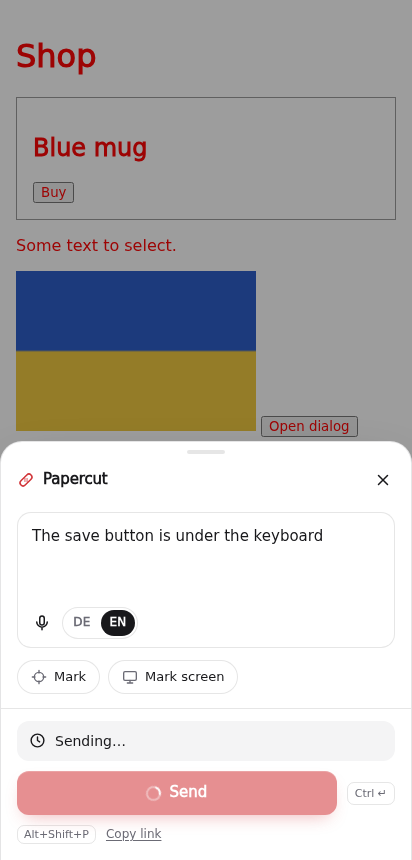 Shop
Blue mug
Buy
Some text to select.
Open dialog
Papercut
The save button is under the keyboard
DE EN
Mark Mark screen
Sending…
Send Ctrl ↵
Alt+Shift+P Copy link